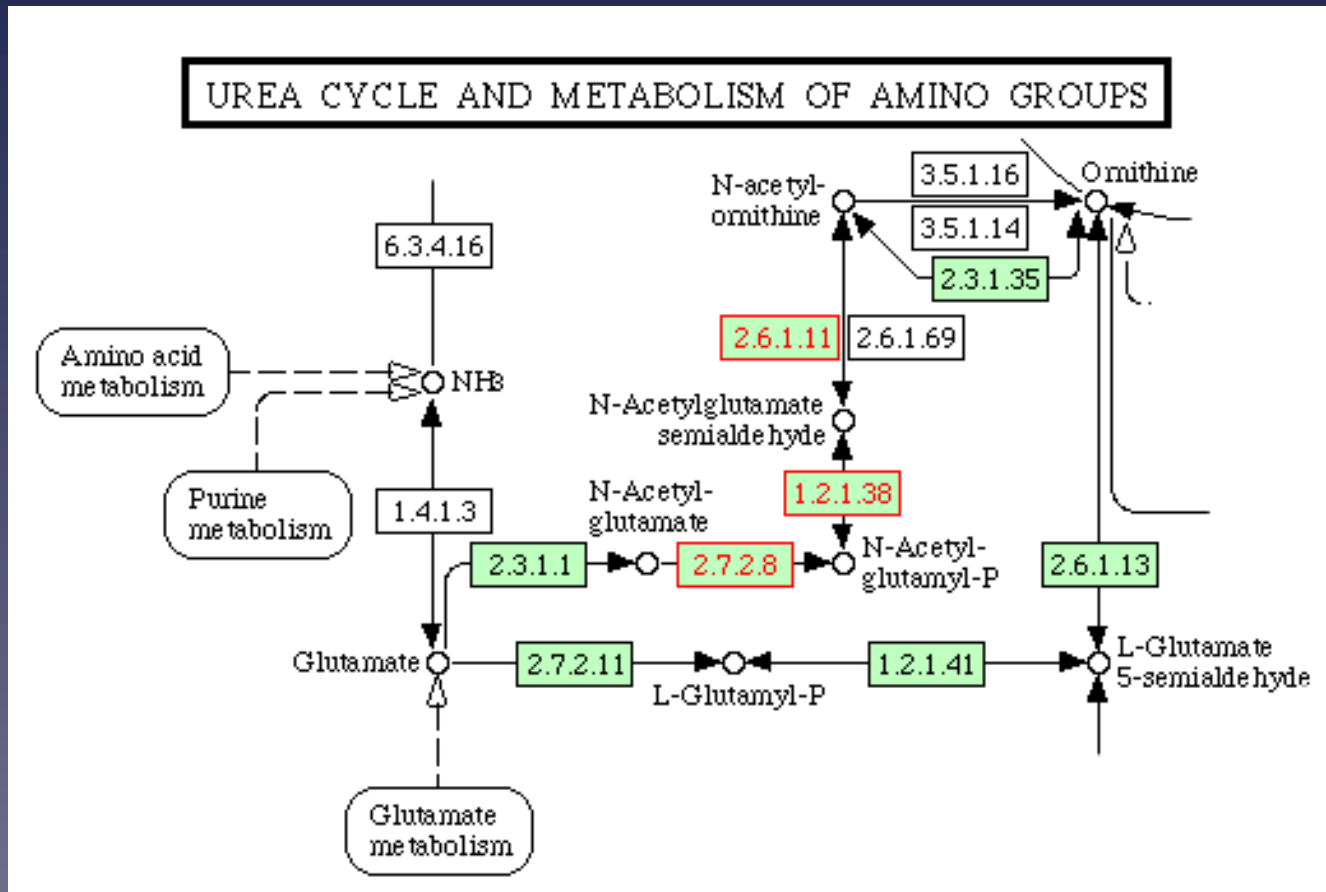 UREA CYCLE AND METABOLISM OF AMINO GROUPS
N-acetyl-
ornithine
3.5.1.16
Ornithine
3.5.1.14
6.3.4.16
2.3.1.35
2.6.1.11
2.6.1.69
Amino acid
metabolism
NH3
N-Acetylglutamate
semialdehyde
Purine
metabolism
1.4.1.3
N-Acetyl-
glutamate
1.2.1.38
2.3.1.1
2.7.2.8
N-Acetyl-
glutamyl-P
2.6.1.13
Glutamate
2.7.2.11
L-Glutamyl-P
1.2.1.41
L-Glutamate
5-semialdehyde
Glutamate
metabolism